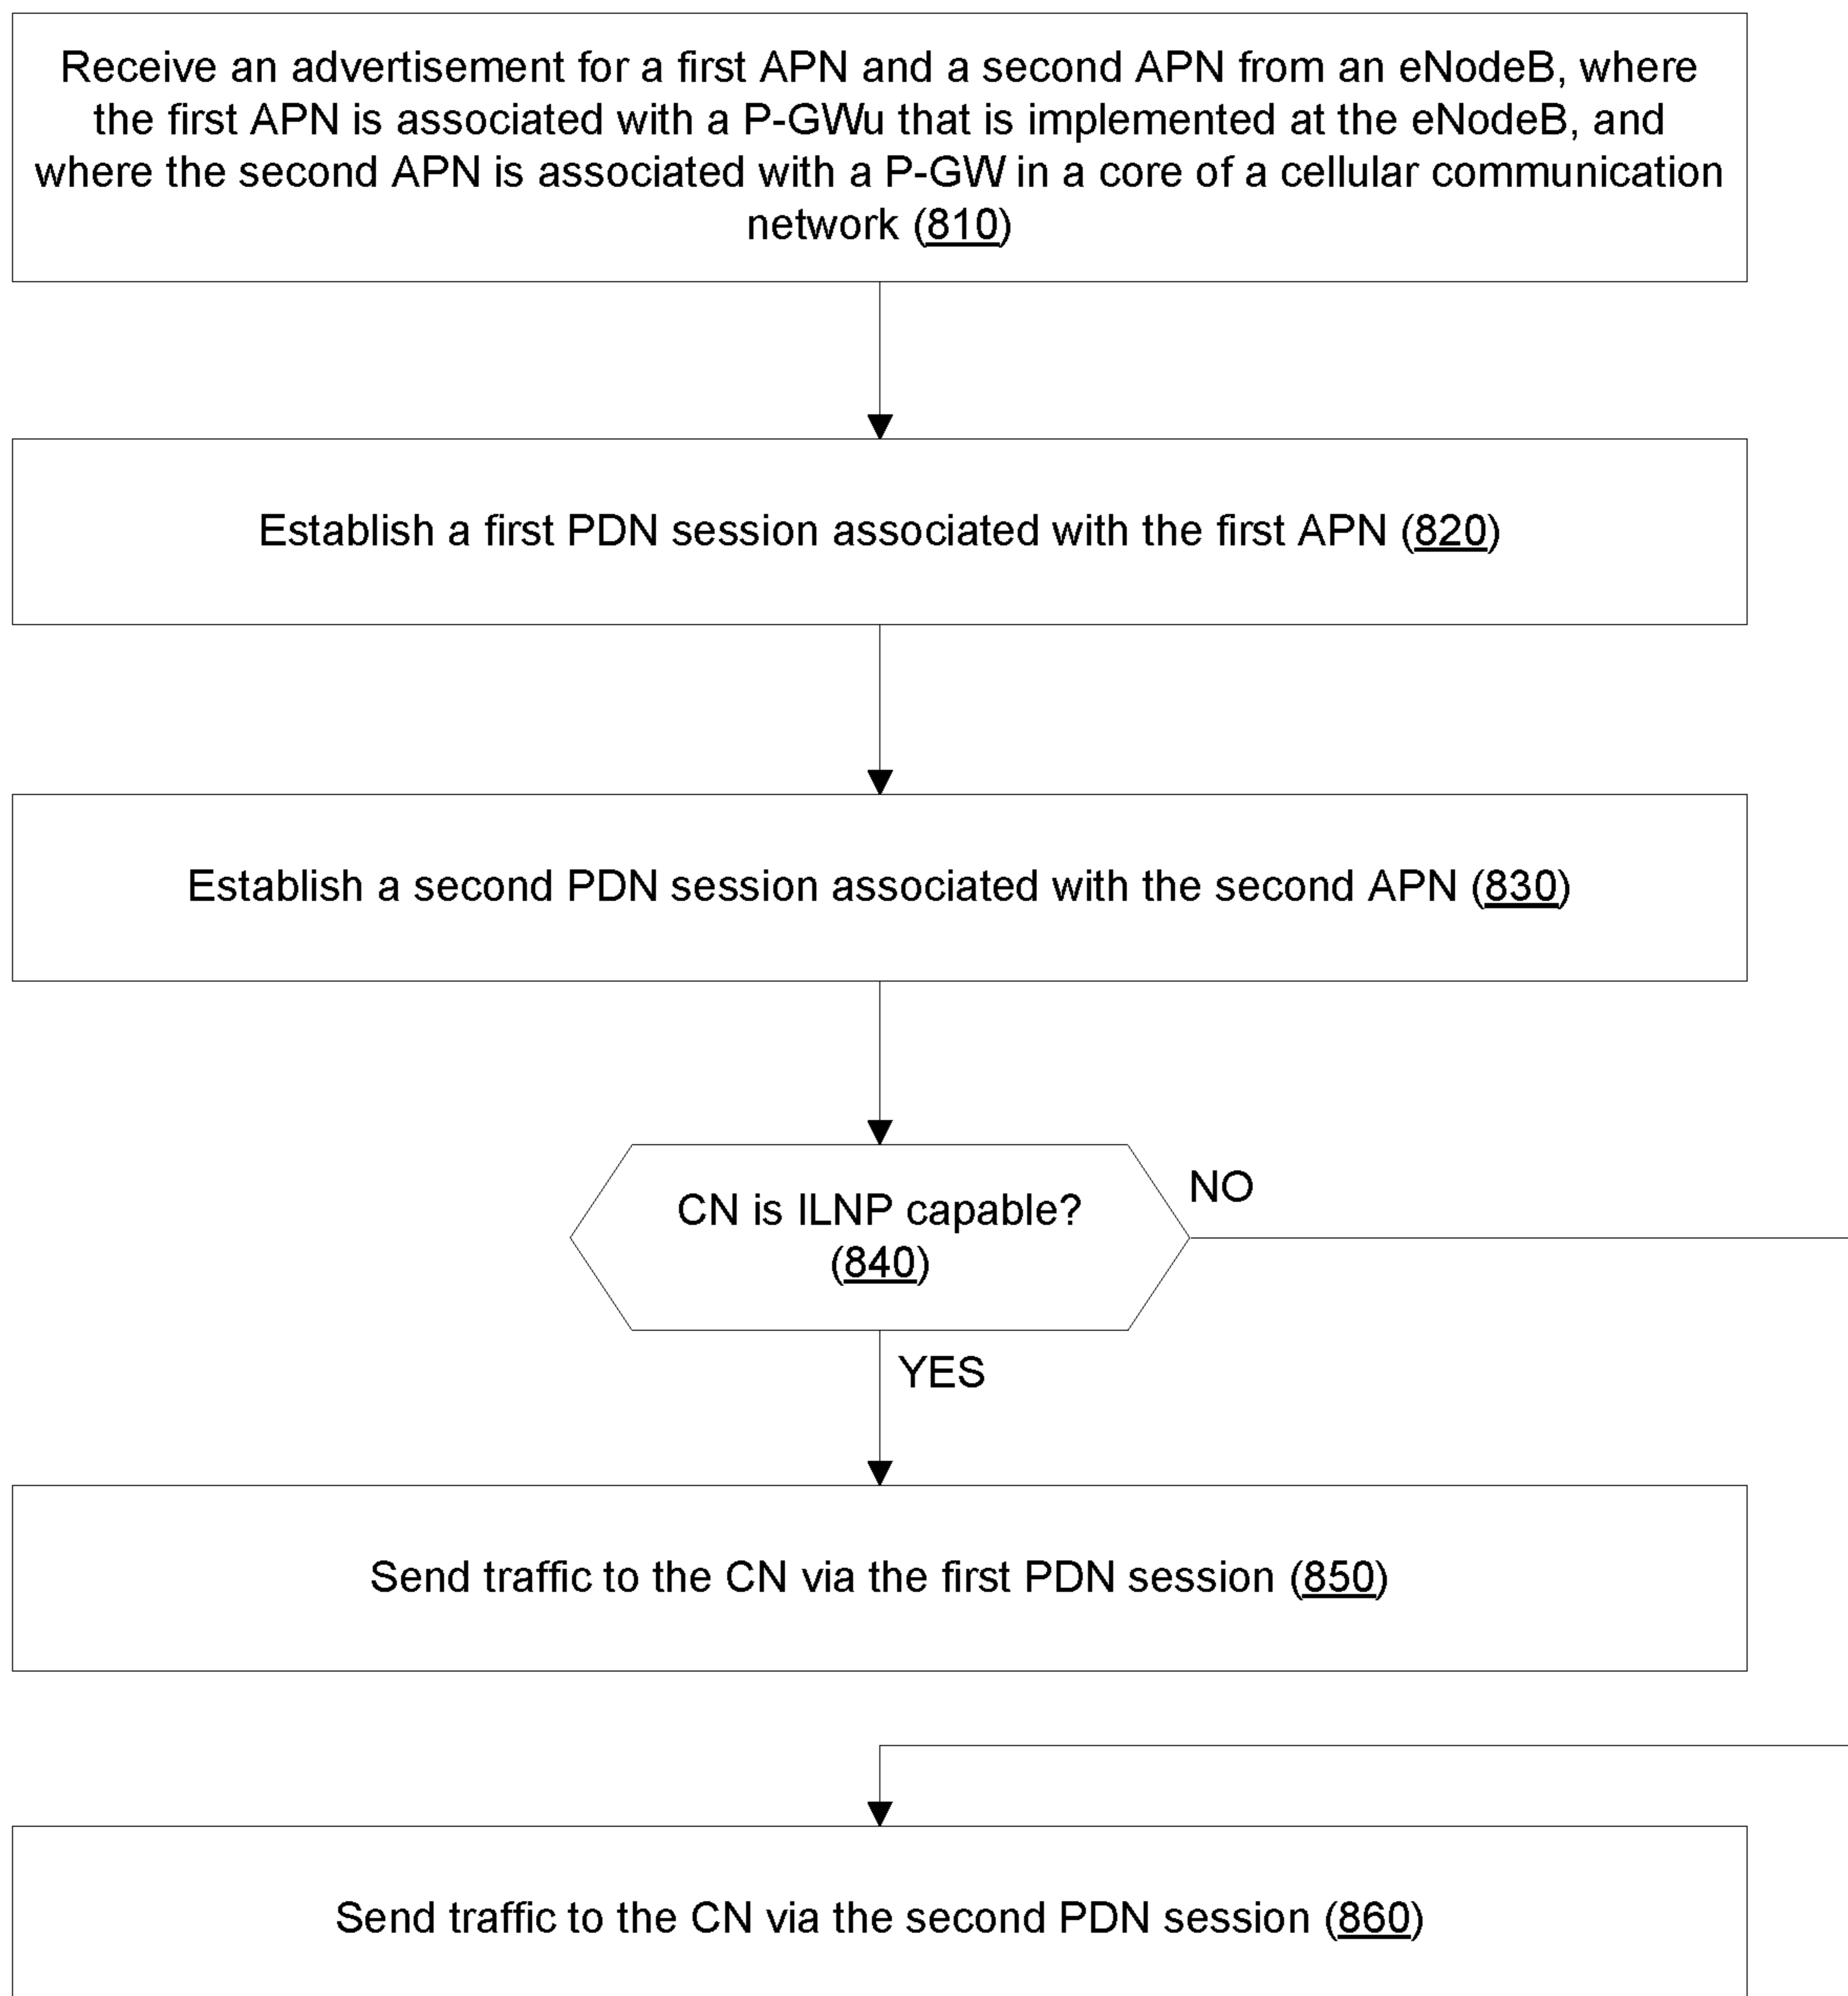 Receive an advertisement for a first APN and a second APN from an eNodeB, where
the first APN is associated with a P-GWu that is implemented at the eNodeB, and
where the second APN is associated with a P-GW in a core of a cellular communication
network (810)
Establish a first PDN session associated with the first APN (820)
Establish a second PDN session associated with the second APN (830)
CN is ILNP capable?
(840)
NO
YES
Send traffic to the CN via the first PDN session (850)
Send traffic to the CN via the second PDN session (860)